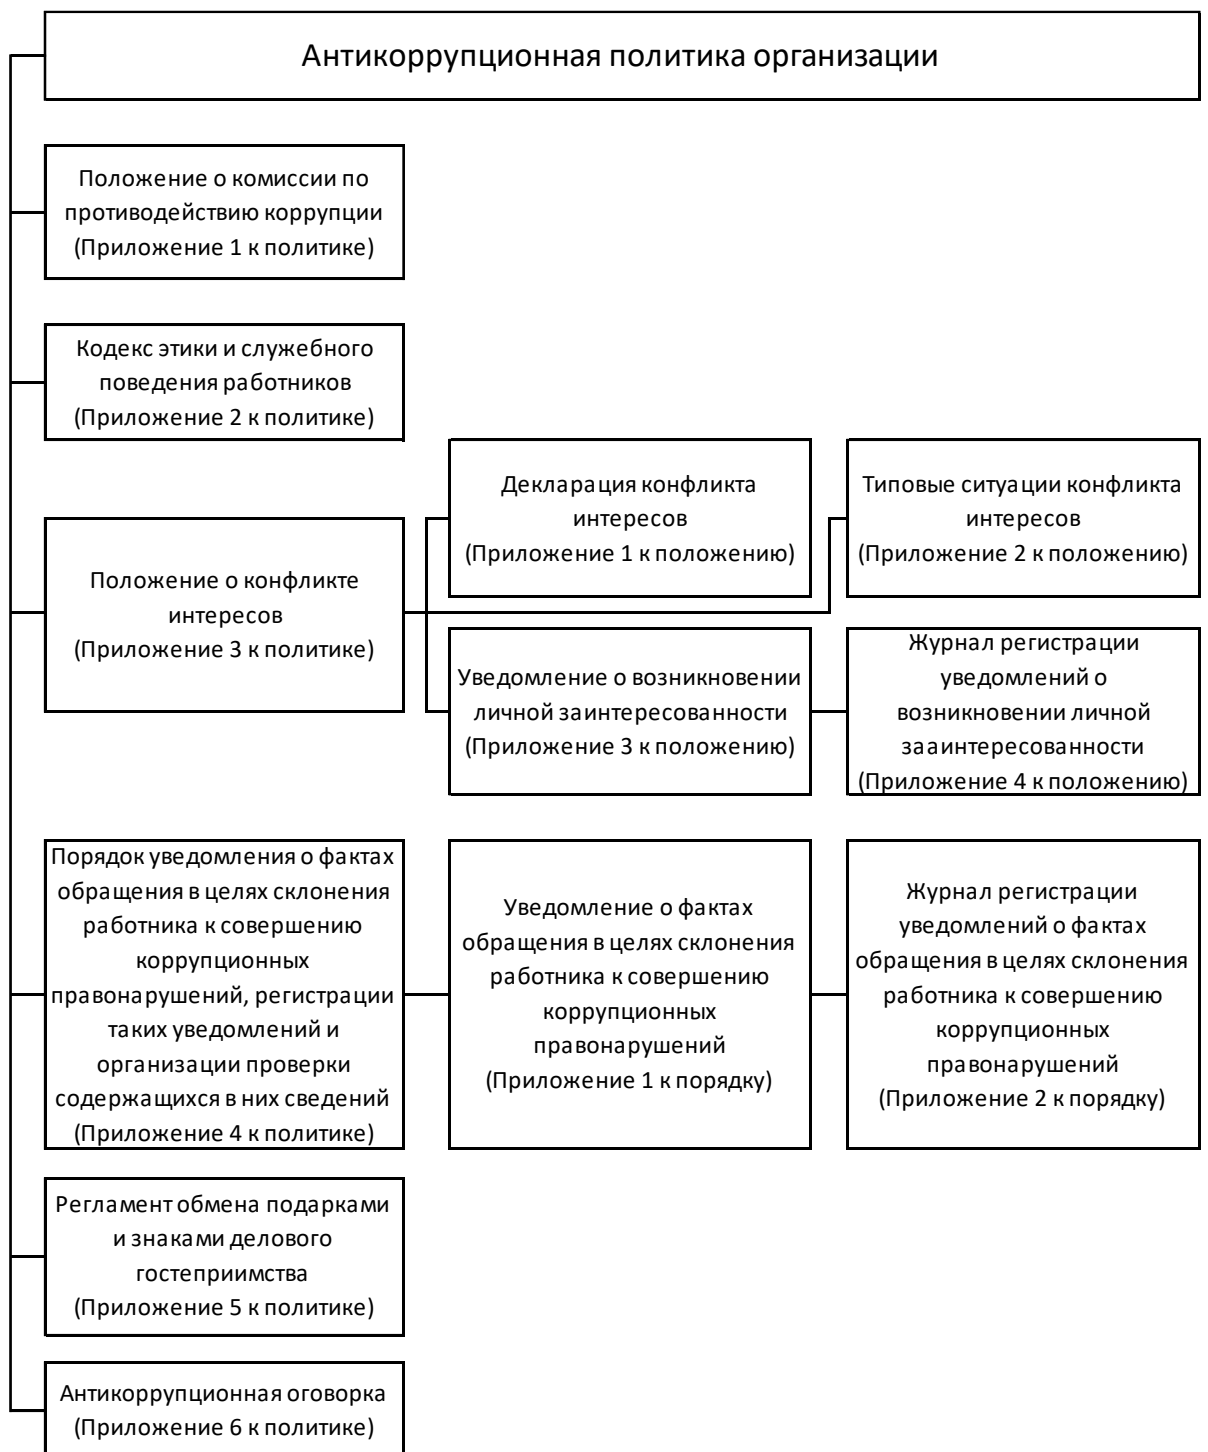 Антикоррупционная политика организации
Положение о комиссии по
противодействию коррупции
(Приложение 1 к политике)
Кодекс этики и служебного
поведения работников
(Приложение 2 к политике)
Положение о конфликте
интересов
(Приложение 3 к политике)
Декларация конфликта
интересов
(Приложение 1 к положению)
Типовые ситуации конфликта
интересов
(Приложение 2 к положению)
Уведомление о возникновении
личной заинтересованности
(Приложение 3 к положению)
Журнал регистрации
уведомлений о
возникновении личной
зааинтересованности
(Приложение 4 к положению)
Порядок уведомления о фактах
обращения в целях склонения
работника к совершению
коррупционных
правонарушений, регистрации
таких уведомлений и
организации проверки
содержащихся в них сведений
(Приложение 4 к политике)
Уведомление о фактах
обращения в целях склонения
работника к совершению
коррупционных
правонарушений
(Приложение 1 к порядку)
Журнал регистрации
уведомлений о фактах
обращения в целях склонения
работника к совершению
коррупционных
правонарушений
(Приложение 2 к порядку)
Регламент обмена подарками
и знаками делового
гостеприимства
(Приложение 5 к политике)
Антикоррупционная оговорка
(Приложение 6 к политике)